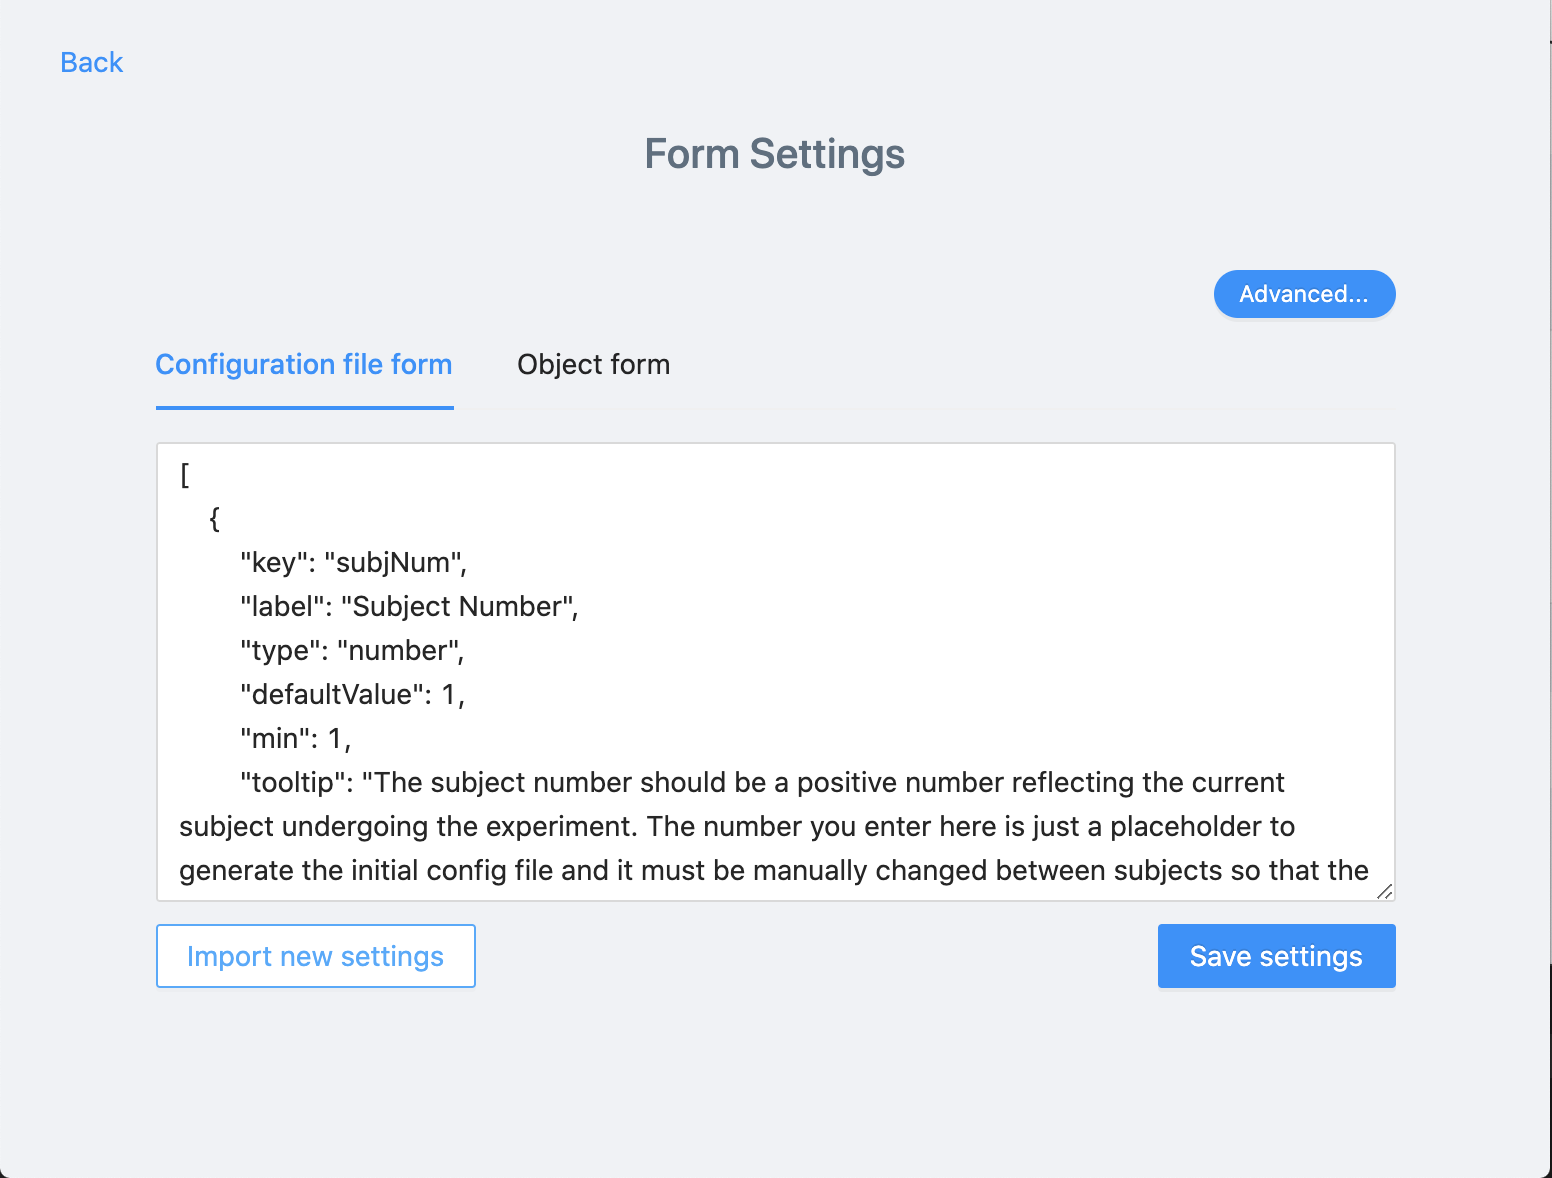 Back
Form Settings
Advanced...
Configuration file form
Object form
[
{
"key": "subjNum",
"label": "Subject Number",
"type": "number",
"defaultValue": 1,
"min": 1,
"tooltip": "The subject number should be a positive number reflecting the current
subject undergoing the experiment. The number you enter here is just a placeholder to
generate the initial config file and it must be manually changed between subjects so that the
Import new settings
Save settings